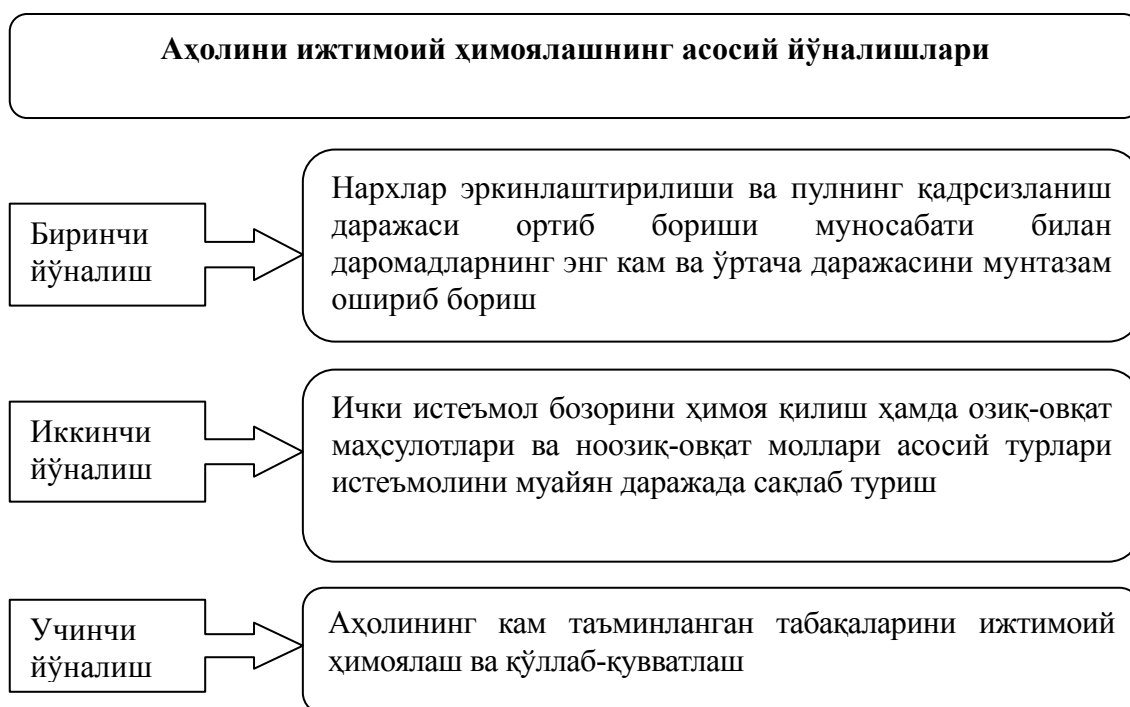 Аҳолини ижтимоий ҳимоялашнинг асосий йўналишлари
Биринчи
йўналиш
Нархлар эркинлаштирилиши ва пулнинг қадрсизланиш
даражаси ортиб бориши муносабати билан
даромадларнинг энг кам ва ўртача даражасини мунтазам
ошириб бориш
Иккинчи
йўналиш
Ички истеъмол бозорини ҳимоя қилиш ҳамда озиқ-овқат
маҳсулотлари ва ноозиқ-овқат моллари асосий турлари
истеъмолини муайян даражада сақлаб туриш
Учинчи
йўналиш
Аҳолининг кам таъминланган табақаларини ижтимоий
ҳимоялаш ва қўллаб-қувватлаш